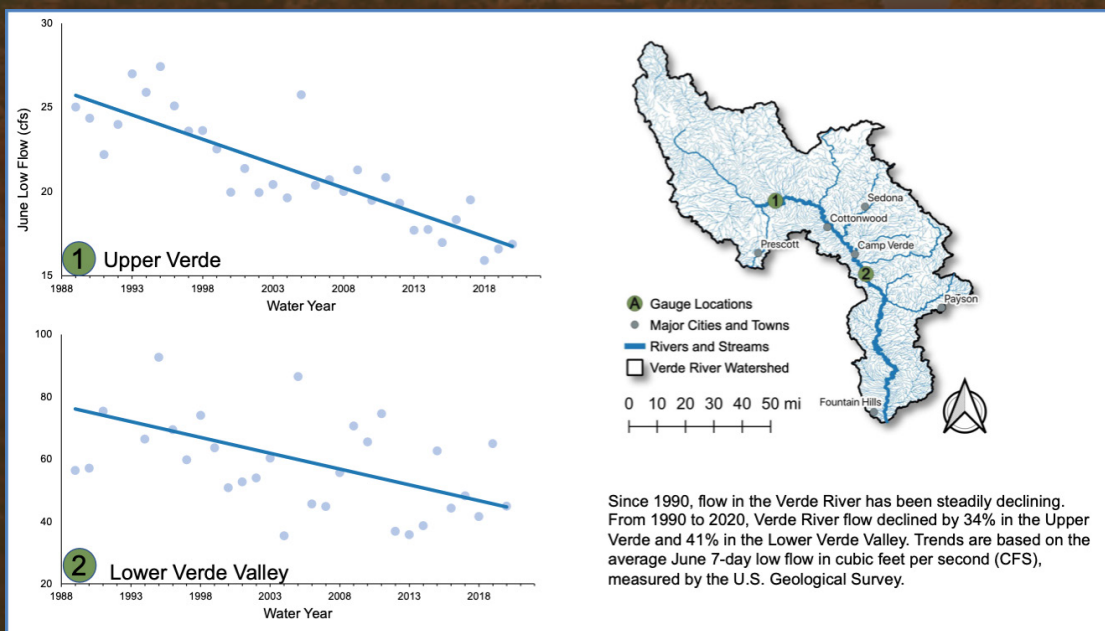 30
25
20
15
June Low Flow (cfs)
1 Upper Verde
1988 1993 1998 2003 2008 2013 2018
Water Year
100
80
60
40
20
2 Lower Verde Valley
1988 1993 1998 2003 2008 2013 2018
Water Year
1
Sedona
Cottonwood
Prescott
Camp Verde
2
Payson
Fountain Hills
A Gauge Locations
Major Cities and Towns
Rivers and Streams
Verde River Watershed
0 10 20 30 40 50 mi
Since 1990, flow in the Verde River has been steadily declining.
From 1990 to 2020, Verde River flow declined by 34% in the Upper
Verde and 41% in the Lower Verde Valley. Trends are based on the
average June 7-day low flow in cubic feet per second (CFS),
measured by the U.S. Geological Survey.